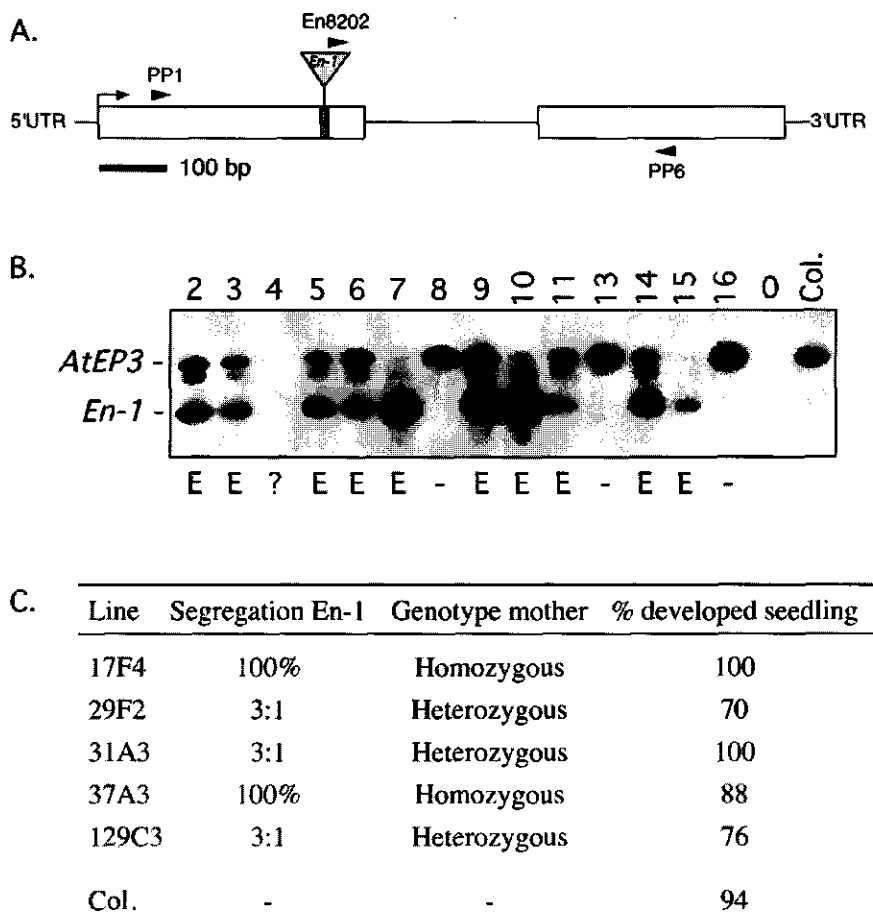 A.
En8202
En-1
PP1
5'UTR
3'UTR
100 bp
PP6
B.
2 3 4 5 6 7 8 9 10 11 13 14 15 16 0 Col.
AtEP3 -
En-1 -
E E ? E E E - E E E - E E -
C.
Line Segregation En-1 Genotype mother % developed seedling
17F4 100% Homozygous 100
29F2 3:1 Heterozygous 70
31A3 3:1 Heterozygous 100
37A3 100% Homozygous 88
129C3 3:1 Heterozygous 76
Col. - - 94